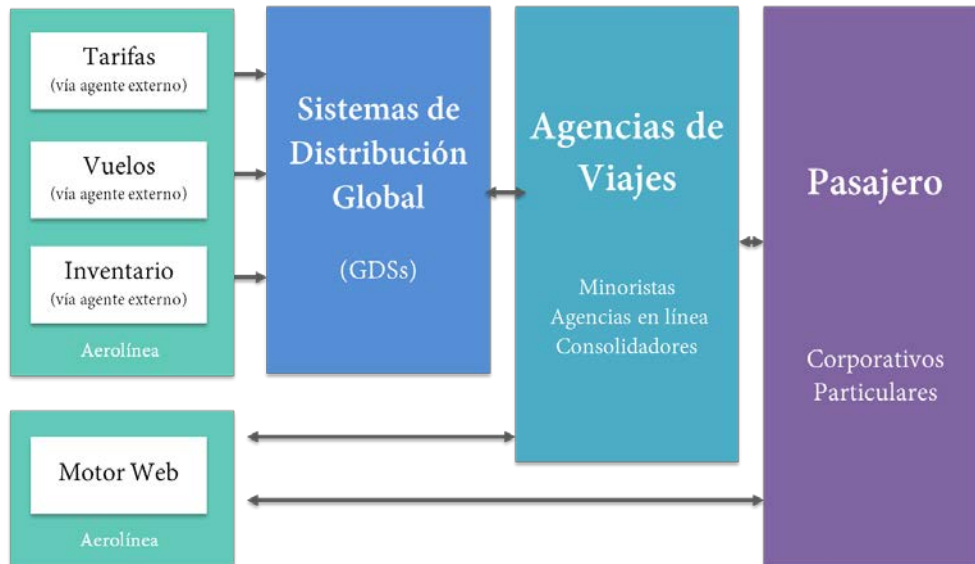 Tarifas
(vía agente externo)
Vuelos
(vía agente externo)
Inventario
(vía agente externo)
Aerolínea
Sistemas de
Distribución
Global
(GDSs)
Agencias de
Viajes
Minoristas
Agencias en línea
Consolidadores
Pasajero
Corporativos
Particulares
Motor Web
Aerolínea